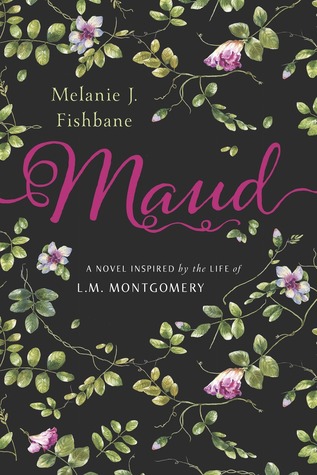 Melanie J.
Fishbane
Maud
A NOVEL INSPIRED by the LIFE of
L.M. MONTGOMERY